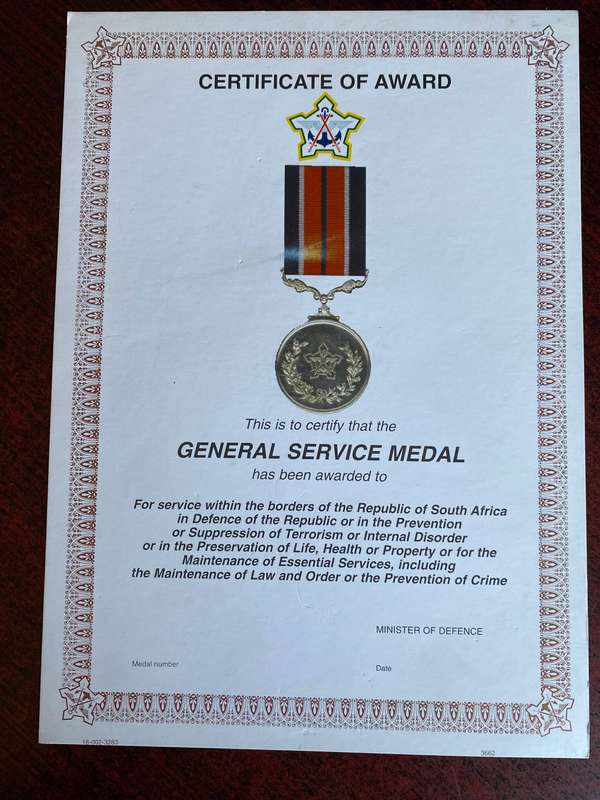 CERTIFICATE OF AWARD
This is to certify that the
GENERAL SERVICE MEDAL
has been awarded to
For service within the borders of the Republic of South Africa
in Defence of the Republic or in the Prevention
or Suppression of Terrorism or Internal Disorder
or in the Preservation of Life, Health or Property or for the
Maintenance of Essential Services, including
the Maintenance of Law and Order or the Prevention of Crime
MINISTER OF DEFENCE
Medal number
Date
3662